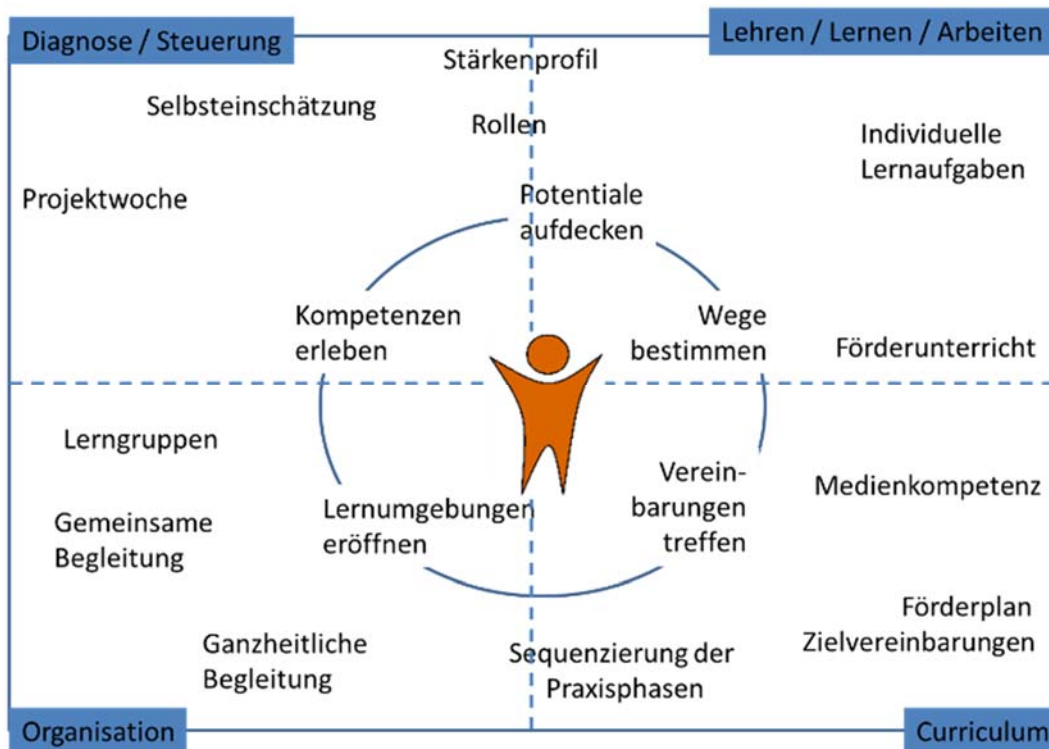 Diagnose / Steuerung
Lehren / Lernen / Arbeiten
Stärkenprofil
Selbsteinschätzung
Rollen
Individuelle
Lernaufgaben
Projektwoche
Potentiale
aufdecken
Kompetenzen
erleben
Wege
bestimmen
Förderunterricht
Lerngruppen
Verein-
barungen
treffen
Medienkompetenz
Lernumgebungen
eröffnen
Gemeinsame
Begleitung
Förderplan
Zielvereinbarungen
Ganzheitliche
Begleitung
Sequenzierung der
Praxisphasen
Organisation
Curriculum